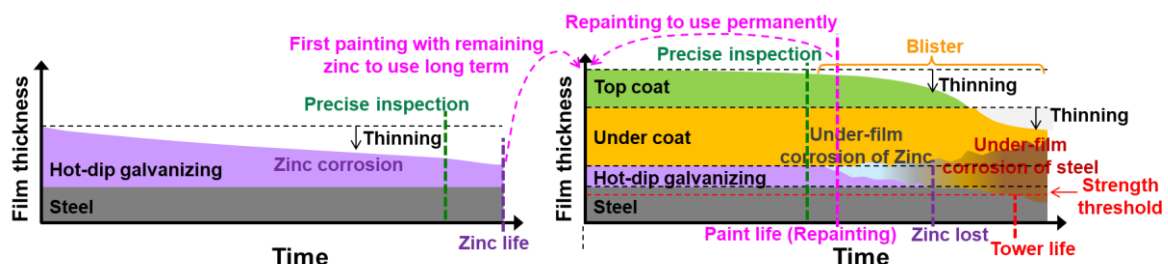 First painting with remaining
zinc to use long term
Precise inspection
Thinning
Film thickness
Hot-dip galvanizing
Zinc corrosion
Steel
Time
Zinc life
Repainting to use permanently
Precise inspection
Blister
Film thickness
Top coat
Thinning
Thinning
Under coat
Under-film
corrosion of Zinc
Under-film
corrosion of steel
Hot-dip galvanizing
Strength
threshold
Steel
Paint life (Repainting)
Zinc lost
Time
Tower life